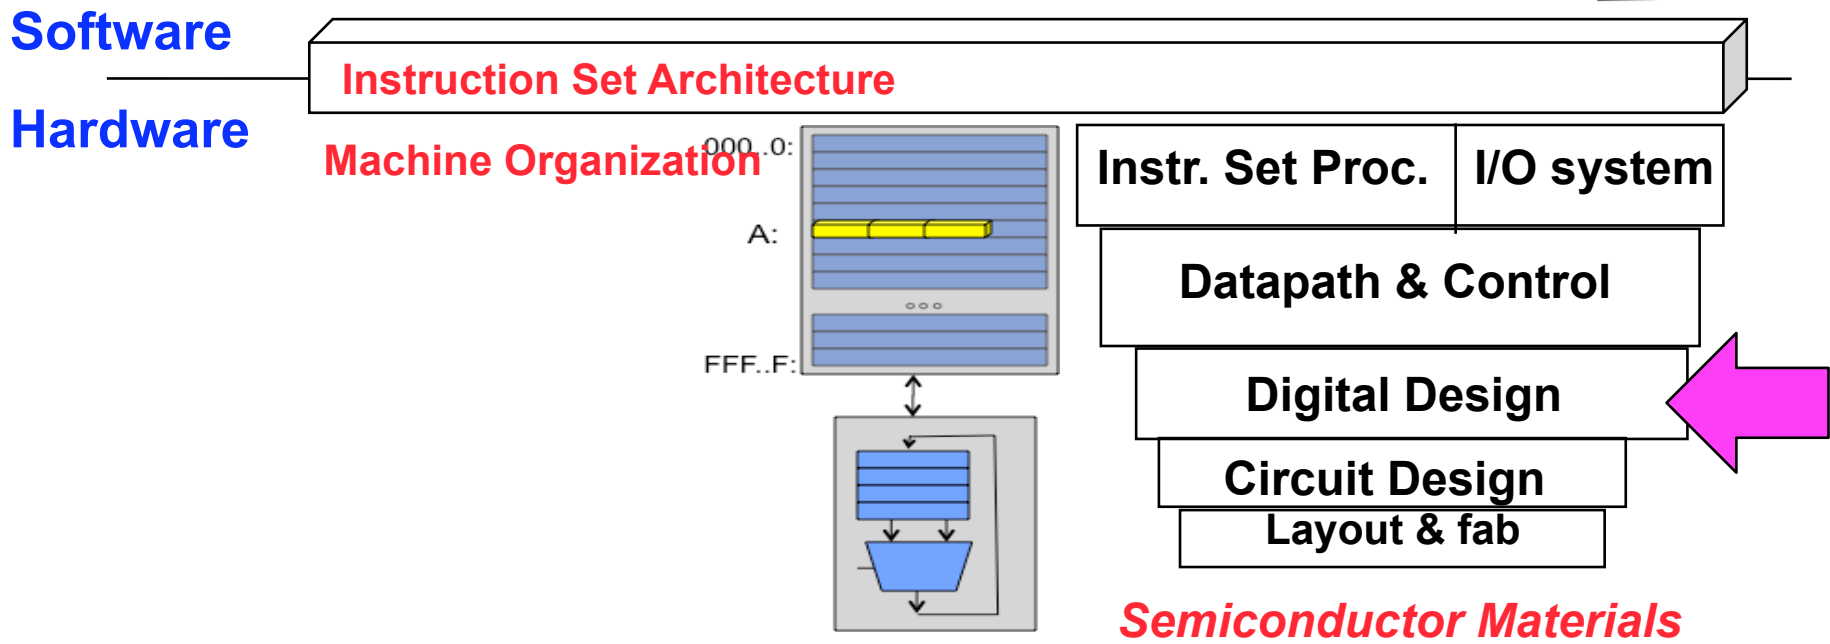 Software
Instruction Set Architecture
Hardware
Machine Organization
000..0:
A:
FFF..F:
Instr. Set Proc.
I/O system
Datapath & Control
Digital Design
Circuit Design
Layout & fab
Semiconductor Materials